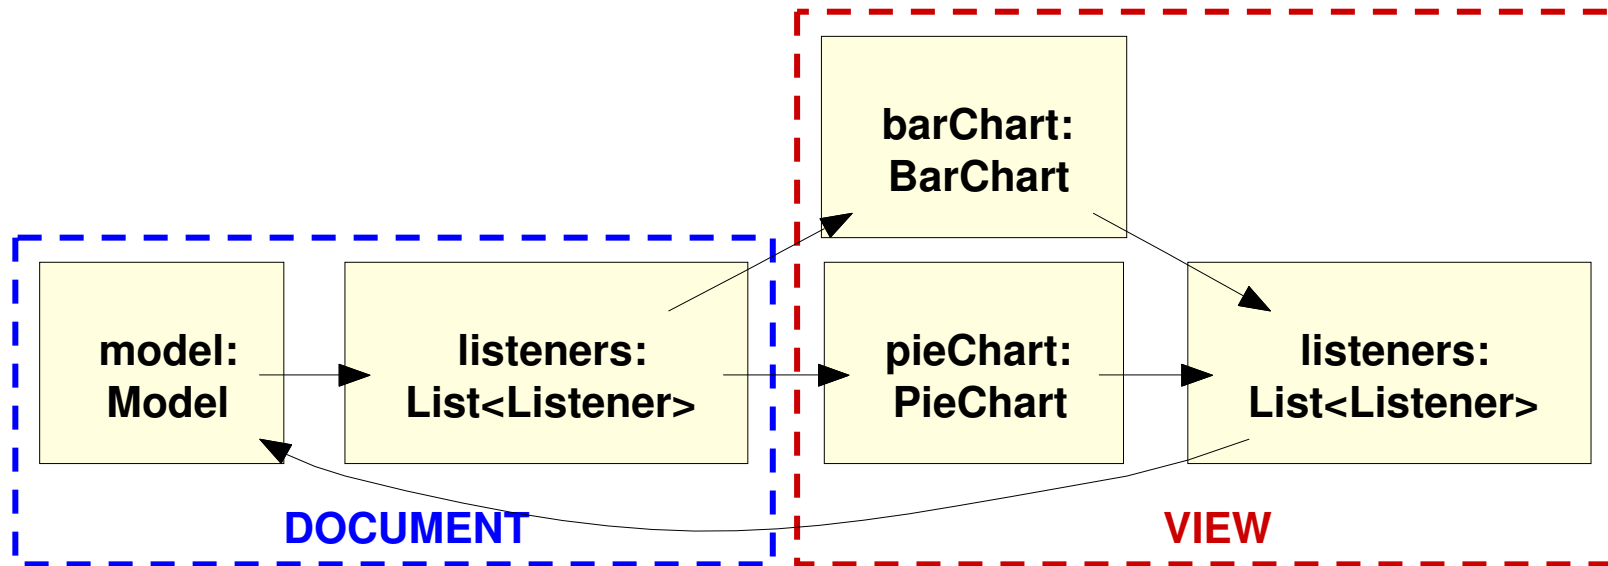 barChart:
BarChart
model:
Model
listeners:
List<Listener>
pieChart:
PieChart
listeners:
List<Listener>
DOCUMENT
VIEW